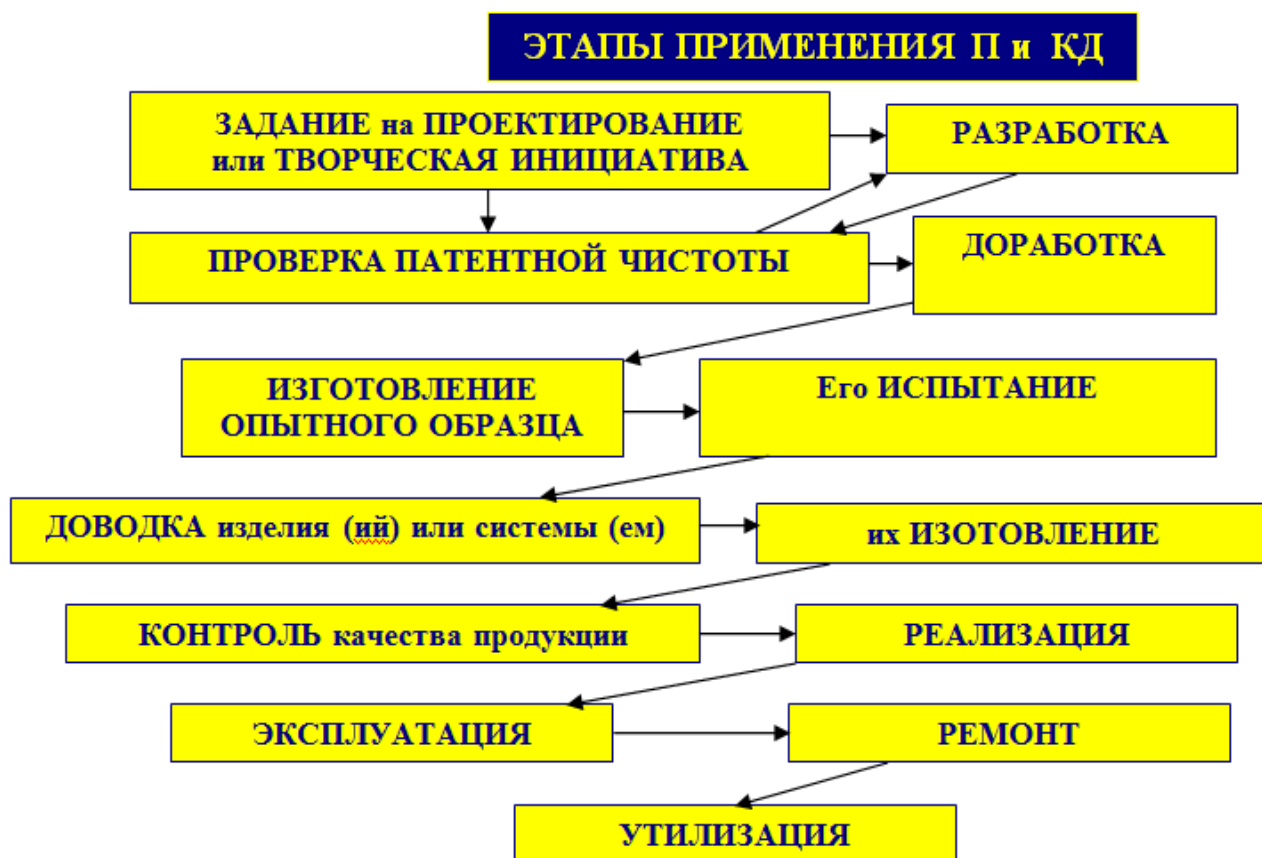 ЭТАПЫ ПРИМЕНЕНИЯ П и КД
ЗАДАНИЕ на ПРОЕКТИРОВАНИЕ
или ТВОРЧЕСКАЯ ИНИЦИАТИВА
РАЗРАБОТКА
ПРОВЕРКА ПАТЕНТНОЙ ЧИСТОТЫ
ДОРАБОТКА
ИЗГОТОВЛЕНИЕ
ОПЫТНОГО ОБРАЗЦА
Его ИСПЫТАНИЕ
ДОВОДКА изделия (ий) или системы (ем)
их ИЗОТОВЛЕНИЕ
КОНТРОЛЬ качества продукции
РЕАЛИЗАЦИЯ
ЭКСПЛУАТАЦИЯ
РЕМОНТ
УТИЛИЗАЦИЯ